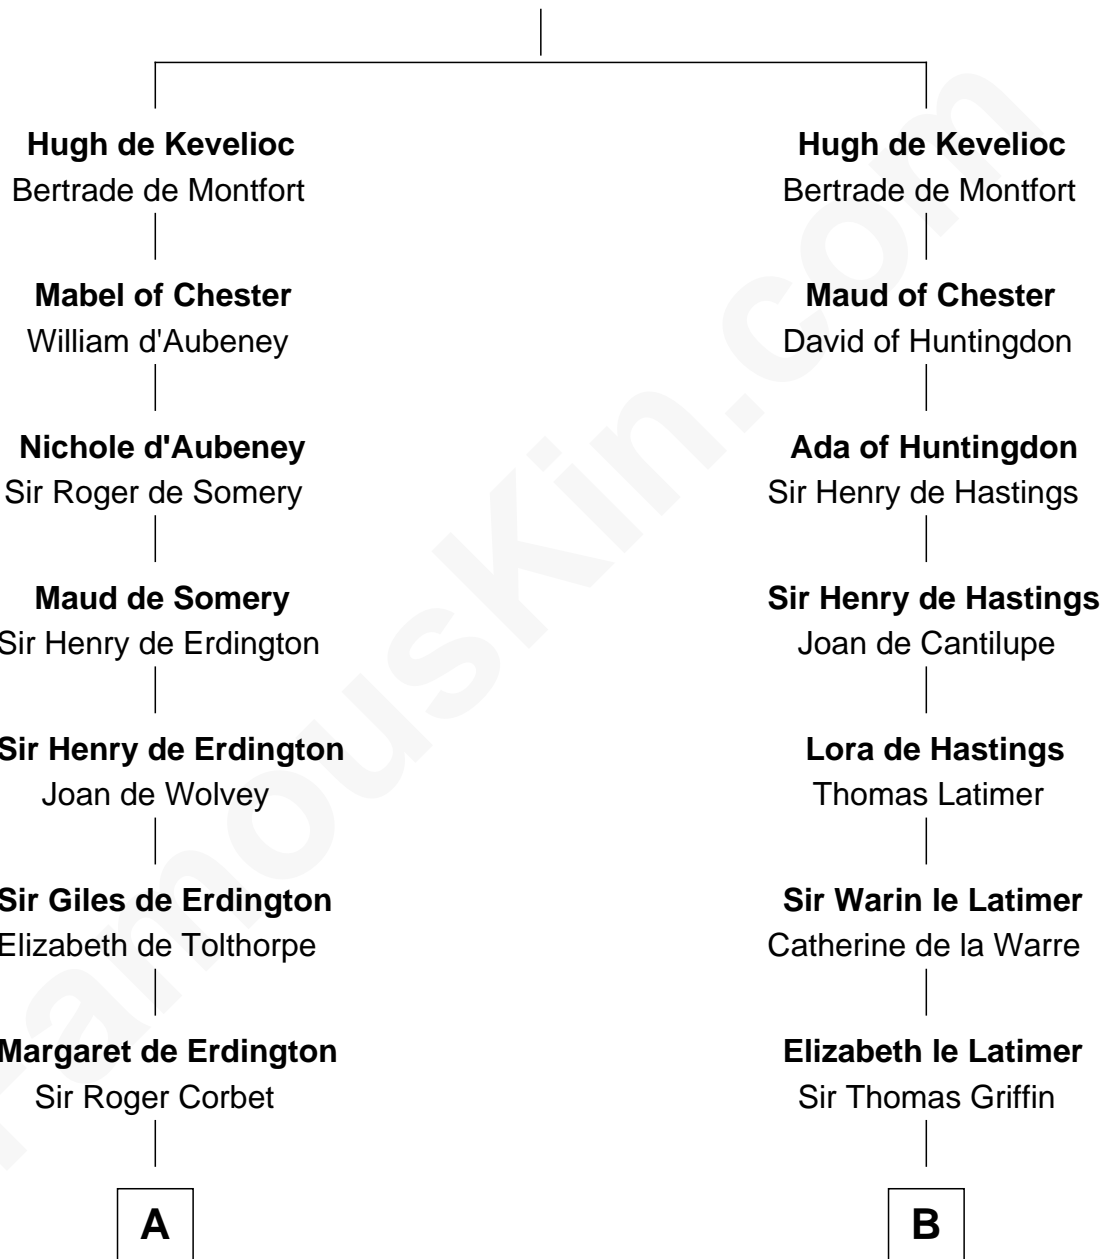 Hugh de Kevelioc
Bertrade de Montfort
Mabel of Chester
William d'Aubeney
Nichole d'Aubeney
Sir Roger de Somery
Maud de Somery
Sir Henry de Erdington
Sir Henry de Erdington
Joan de Wolvey
Sir Giles de Erdington
Elizabeth de Tolthorpe
Margaret de Erdington
Sir Roger Corbet
A
Hugh de Kevelioc
Bertrade de Montfort
Maud of Chester
David of Huntingdon
Ada of Huntingdon
Sir Henry de Hastings
Sir Henry de Hastings
Joan de Cantilupe
Lora de Hastings
Thomas Latimer
Sir Warin le Latimer
Catherine de la Warre
Elizabeth le Latimer
Sir Thomas Griffin
B
FamousKin.com